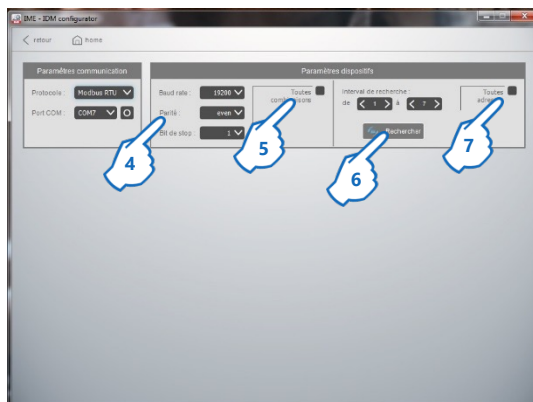 IME - IDM configurator
retour home
Paramètres communication
Paramètres dispositifs
Protocole : Modbus RTU
Port COM : COM7
Baud rate : 19200
Parité : even
Bit de stop : 1
Toutes
combinaisons
Interval de recherche :
de < 1 > à < 7 >
Rechercher
Toutes
4
5
6
7